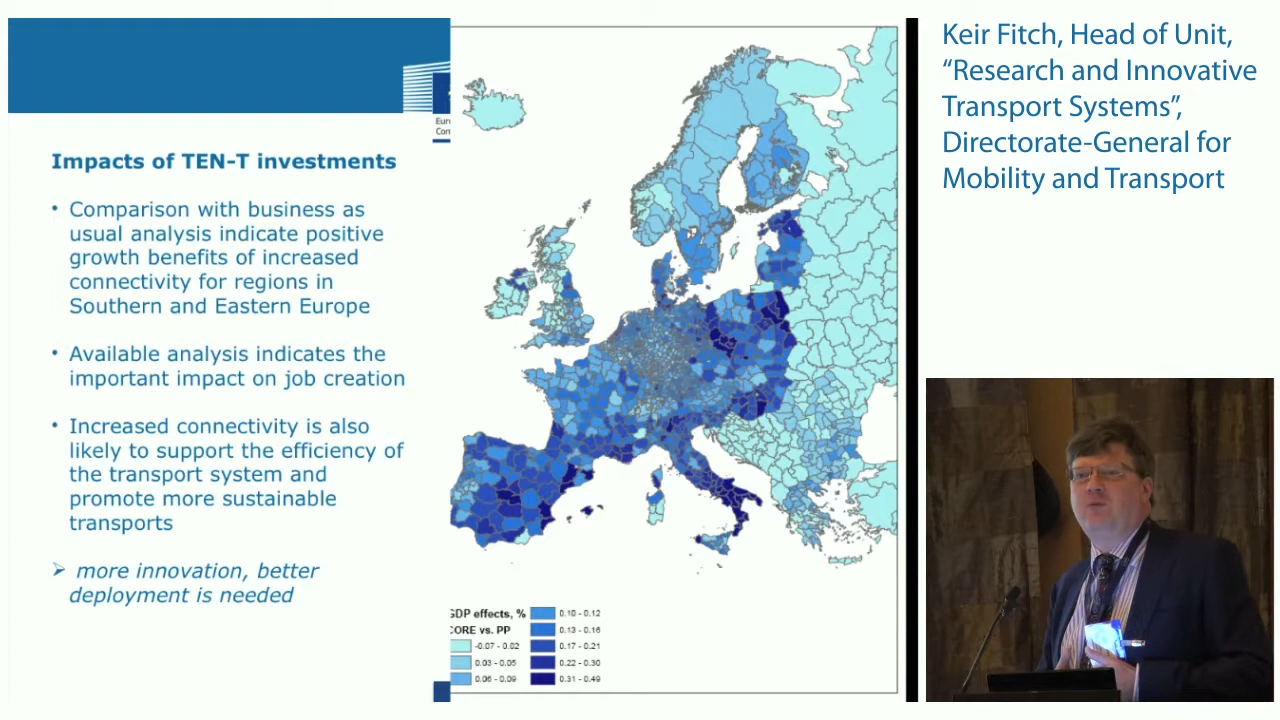 Eur
Con
Impacts of TEN-T investments
• Comparison with business as
usual analysis indicate positive
growth benefits of increased
connectivity for regions in
Southern and Eastern Europe
• Available analysis indicates the
important impact on job creation
• Increased connectivity is also
likely to support the efficiency of
the transport system and
promote more sustainable
transports
➢ more innovation, better
deployment is needed
GDP effects, %
CORE vs. PP
-0.07 - 0.02
0.03 - 0.05
0.06 - 0.09
0.10 - 0.12
0.13 - 0.16
0.17 - 0.21
0.22 - 0.30
0.31 - 0.49
Keir Fitch, Head of Unit,
“Research and Innovative
Transport Systems”,
Directorate-General for
Mobility and Transport